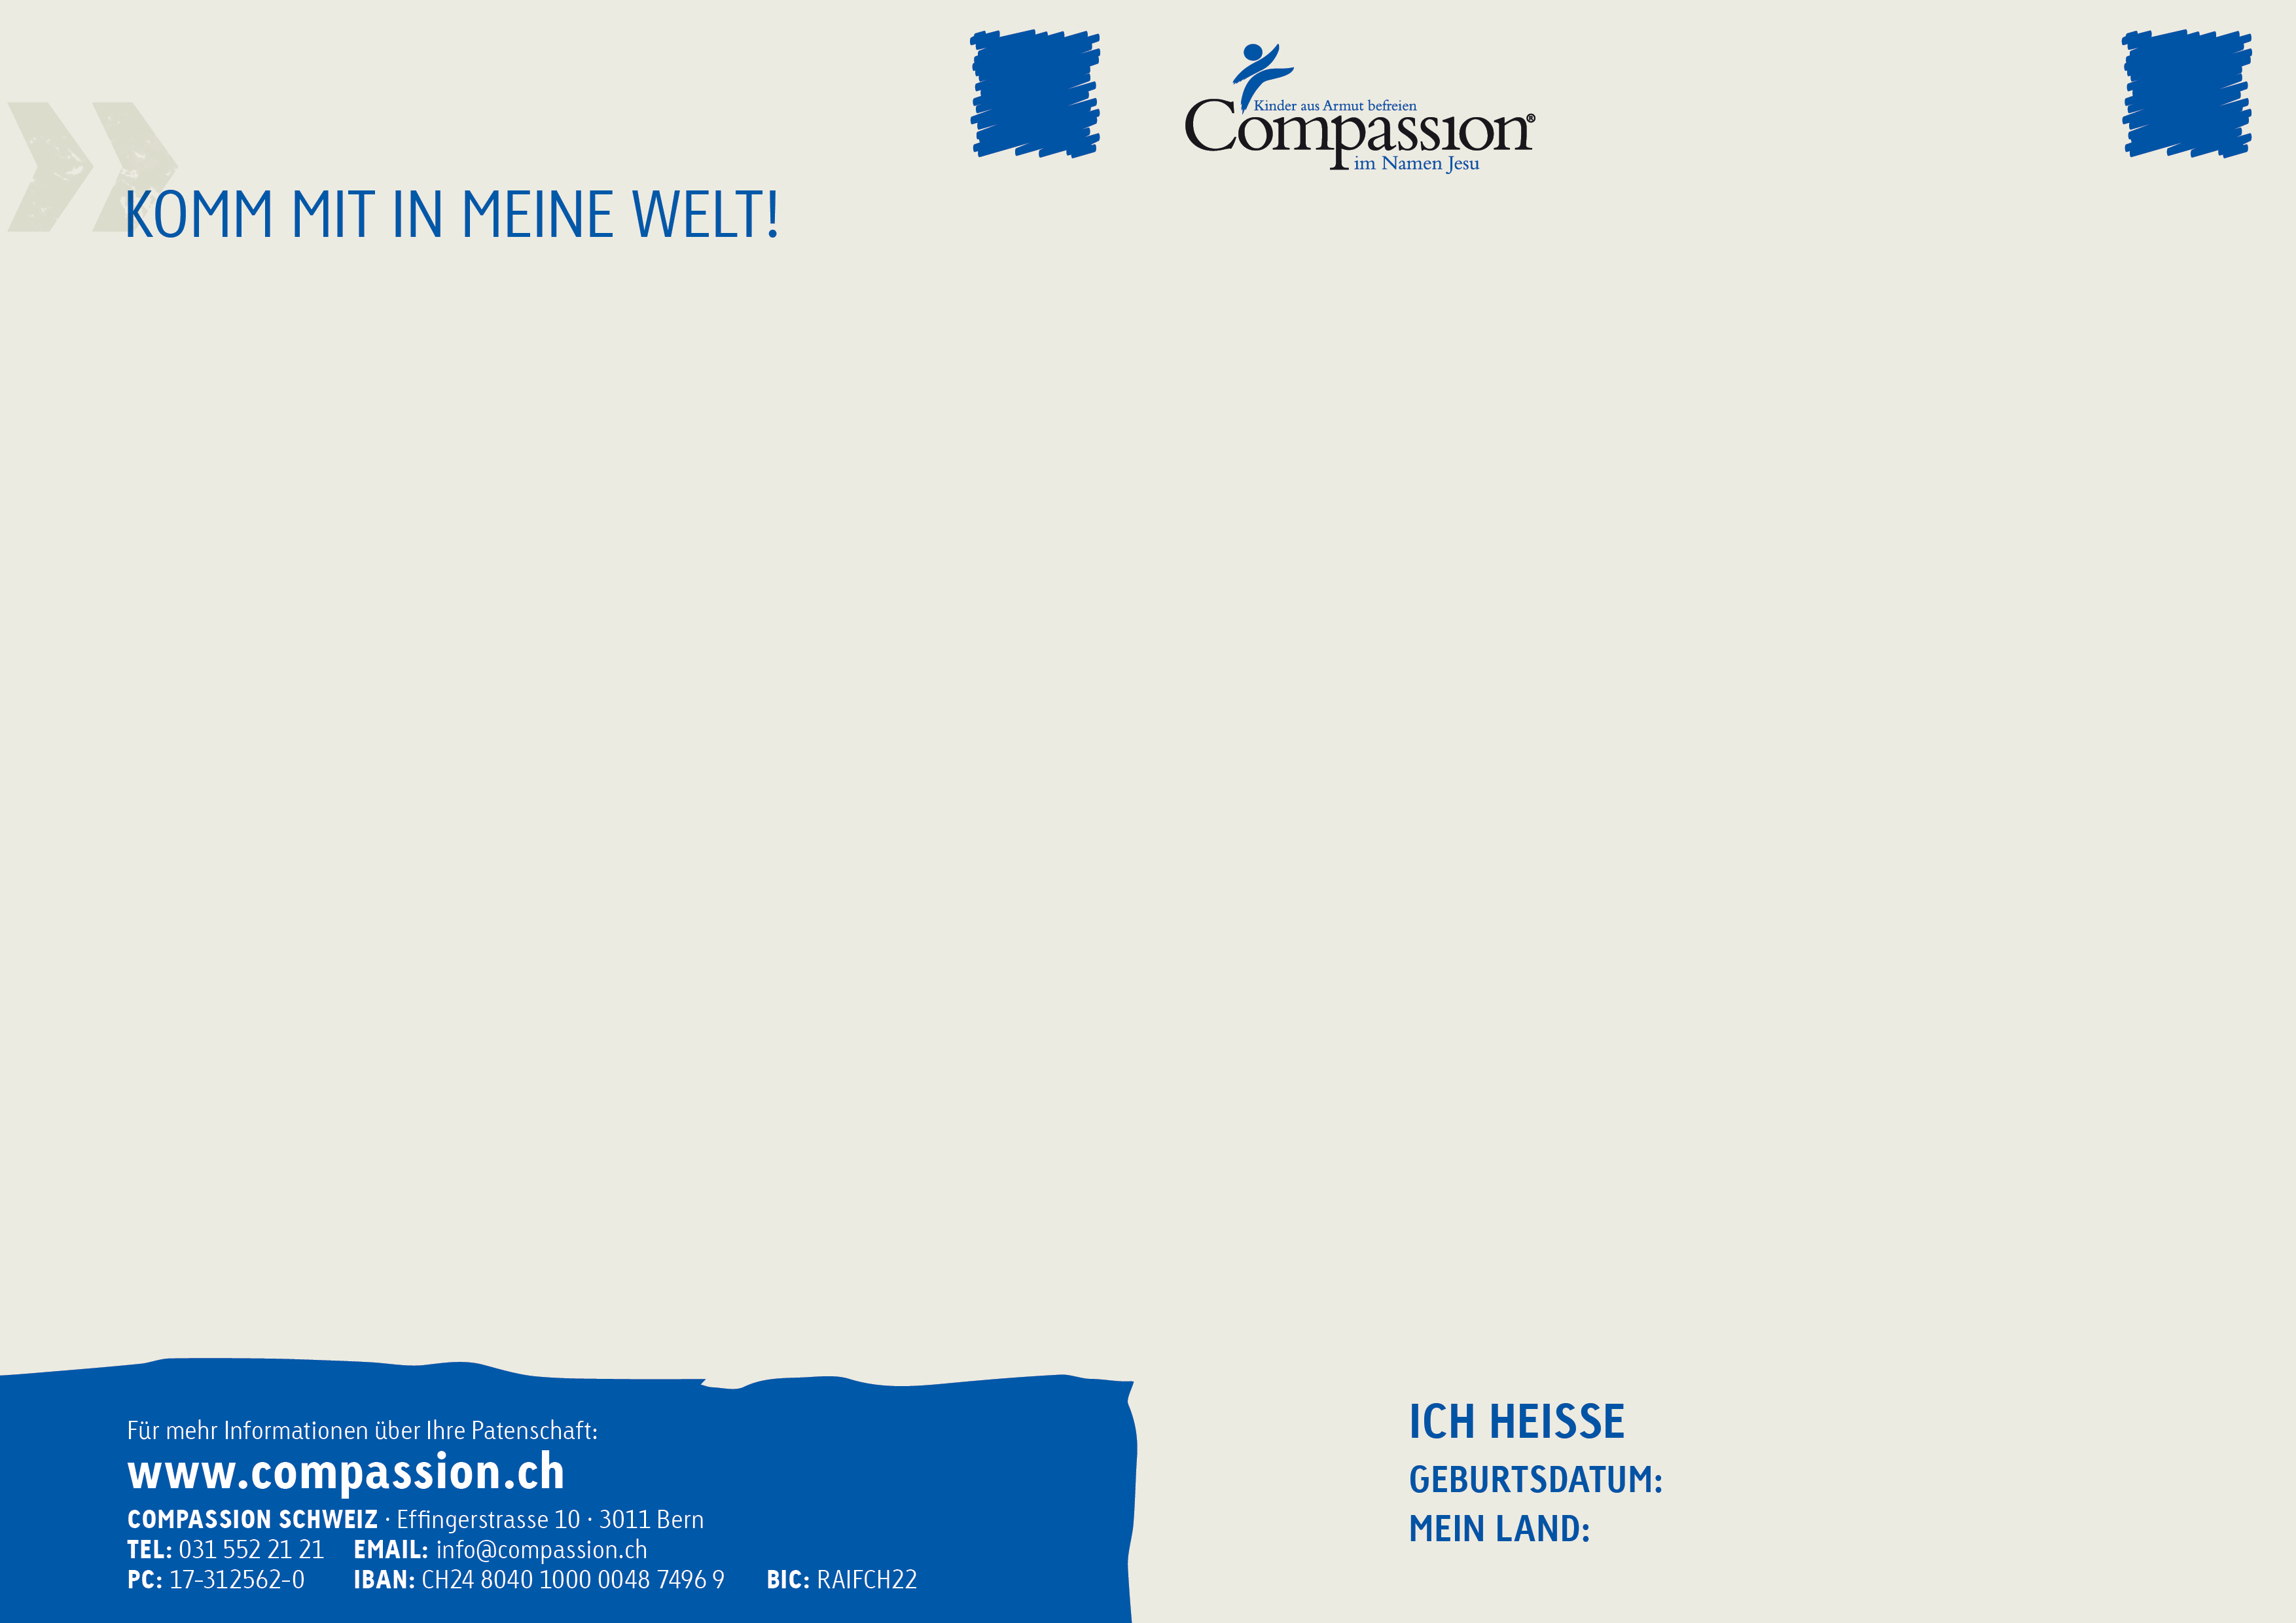 KOMM MIT IN MEINE WELT!
Kinder aus Armut befreien
Compassion®
im Namen Jesu
Für mehr Informationen über Ihre Patenschaft:
www.compassion.ch
COMPASSION SCHWEIZ · Effingerstrasse 10 · 3011 Bern
TEL: 031 552 21 21 EMAIL: info@compassion.ch
PC: 17-312562-0 IBAN: CH24 8040 1000 0048 7496 9 BIC: RAIFCH22
ICH HEISSE
GEBURTSDATUM:
MEIN LAND: